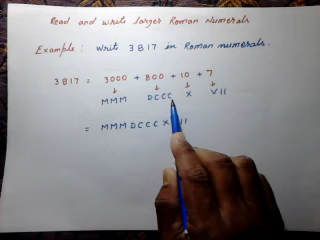 Read and write larger Roman Numerals
Example: Write 3817 in Roman numerals.
3817 = 3000 + 800 + 10 + 7
↓ ↓ ↓ ↓
MMM DCCC X VII
= MMMDCCCX II